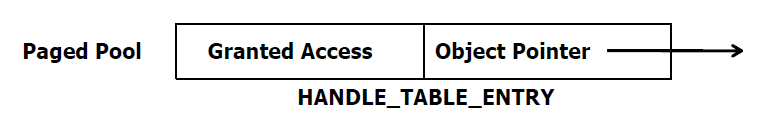 Paged Pool
Granted Access
Object Pointer
HANDLE_TABLE_ENTRY